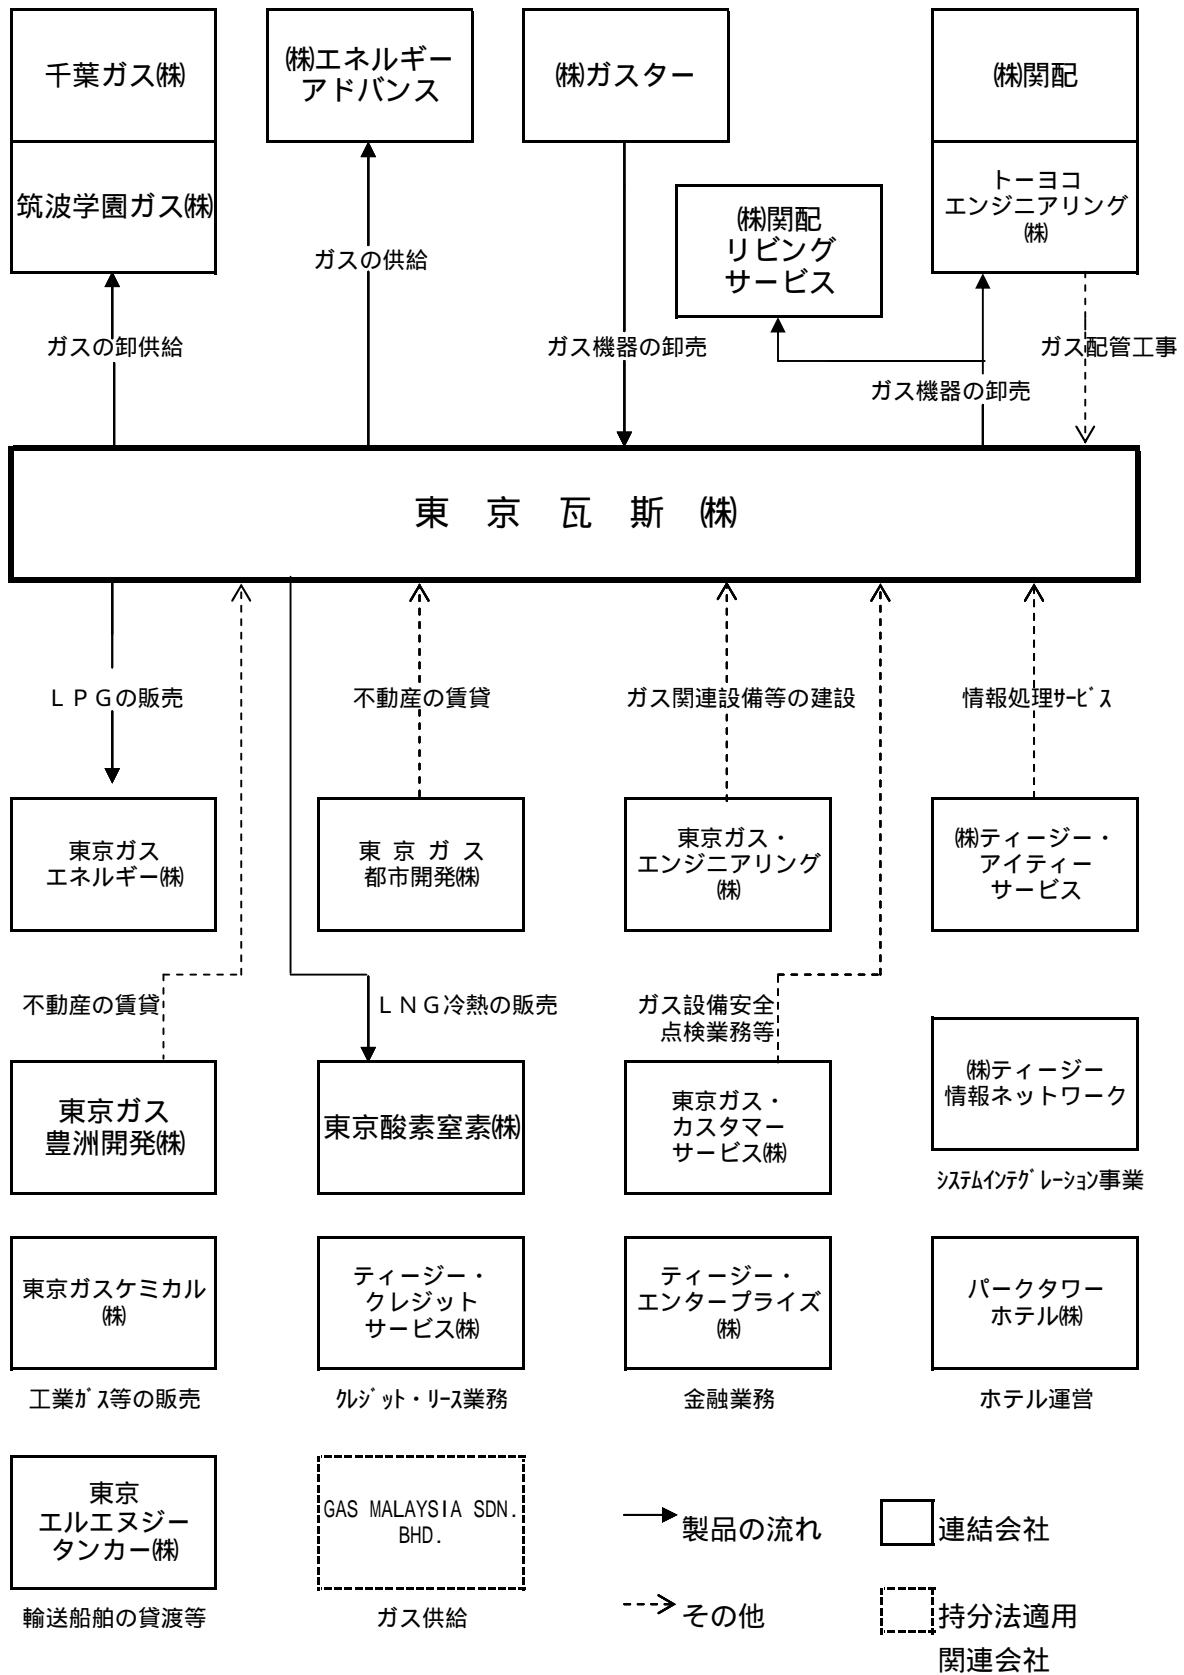 千葉ガス㈱
㈱エネルギー
アドバンス
㈱ガスター
㈱関配
筑波学園ガス㈱
㈱関配
リビング
サービス
トーヨコ
エンジニアリング
㈱
ガスの供給
ガスの卸供給
ガス機器の卸売
ガス配管工事
ガス機器の卸売
東 京 瓦 斯 ㈱
ＬＰＧの販売
不動産の賃貸
ガス関連設備等の建設
情報処理ｻｰﾋﾞｽ
東京ガス
エネルギー㈱
東 京 ガ ス
都市開発㈱
東京ガス・
エンジニアリング
㈱
㈱ティージー・
アイティー
サービス
不動産の賃貸
ＬＮＧ冷熱の販売
ガス設備安全
点検業務等
東京ガス
豊洲開発㈱
東京酸素窒素㈱
東京ガス・
カスタマー
サービス㈱
㈱ティージー
情報ネットワーク
ｼｽﾃﾑｲﾝﾃｸﾞﾚｰｼｮﾝ事業
東京ガスケミカル
㈱
ティージー・
クレジット
サービス㈱
ティージー・
エンタープライズ
㈱
パークタワー
ホテル㈱
工業ｶﾞｽ等の販売
ｸﾚｼﾞｯﾄ・ﾘｰｽ業務
金融業務
ホテル運営
東京
エルエヌジー
タンカー㈱
GAS MALAYSIA SDN.
BHD.
製品の流れ
連結会社
輸送船舶の貸渡等
ガス供給
その他
持分法適用
関連会社